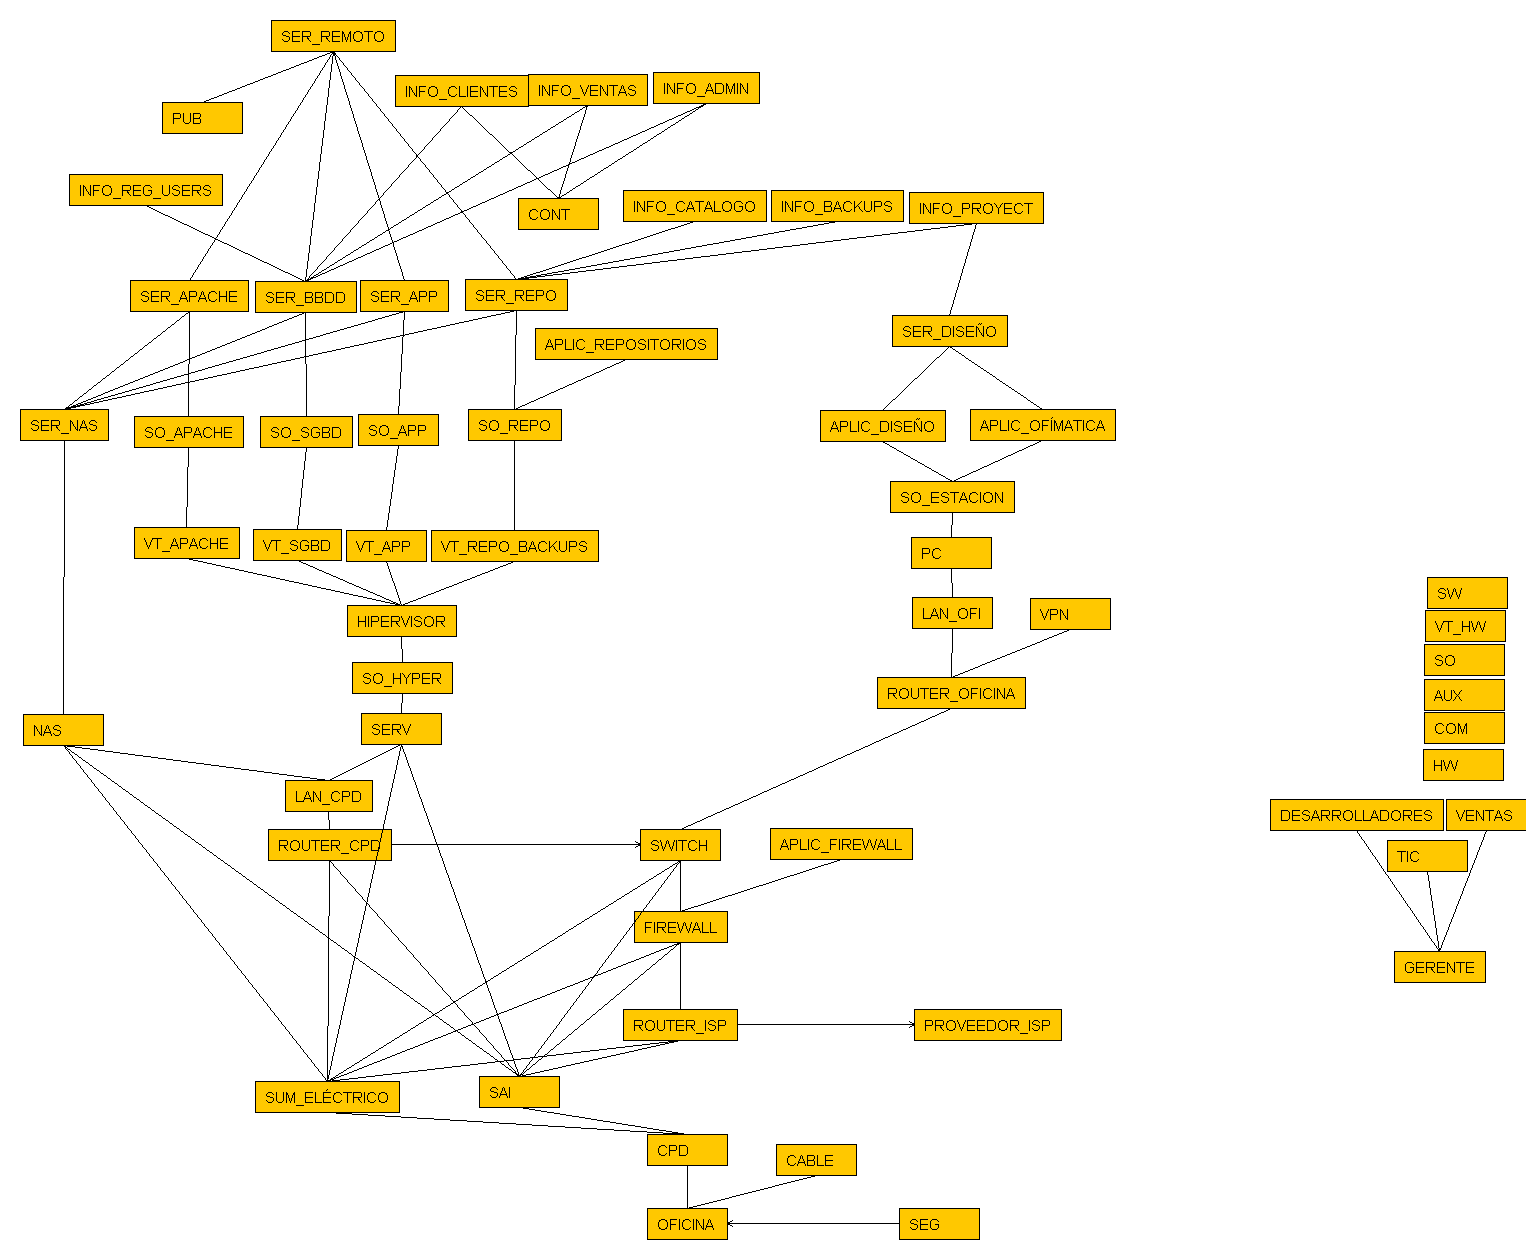 SER_REMOTO
INFO_CLIENTES
INFO_VENTAS
INFO_ADMIN
PUB
INFO_REG_USERS
CONT
INFO_CATALOGO
INFO_BACKUPS
INFO_PROYECT
SER_APACHE
SER_BBDD
SER_APP
SER_REPO
SER_DISEÑO
APLIC_REPOSITORIOS
SER_NAS
SO_APACHE
SO_SGBD
SO_APP
SO_REPO
APLIC_DISEÑO
APLIC_OFÍMATICA
SO_ESTACION
VT_APACHE
VT_SGBD
VT_APP
VT_REPO_BACKUPS
PC
SW
HIPERVISOR
LAN_OFI
VPN
VT_HW
SO_HYPER
SO
ROUTER_OFICINA
AUX
NAS
SERV
COM
HW
LAN_CPD
DESARROLLADORES
VENTAS
ROUTER_CPD
SWITCH
APLIC_FIREWALL
TIC
FIREWALL
GERENTE
ROUTER_ISP
PROVEEDOR_ISP
SUM_ELÉCTRICO
SAI
CPD
CABLE
OFICINA
SEG